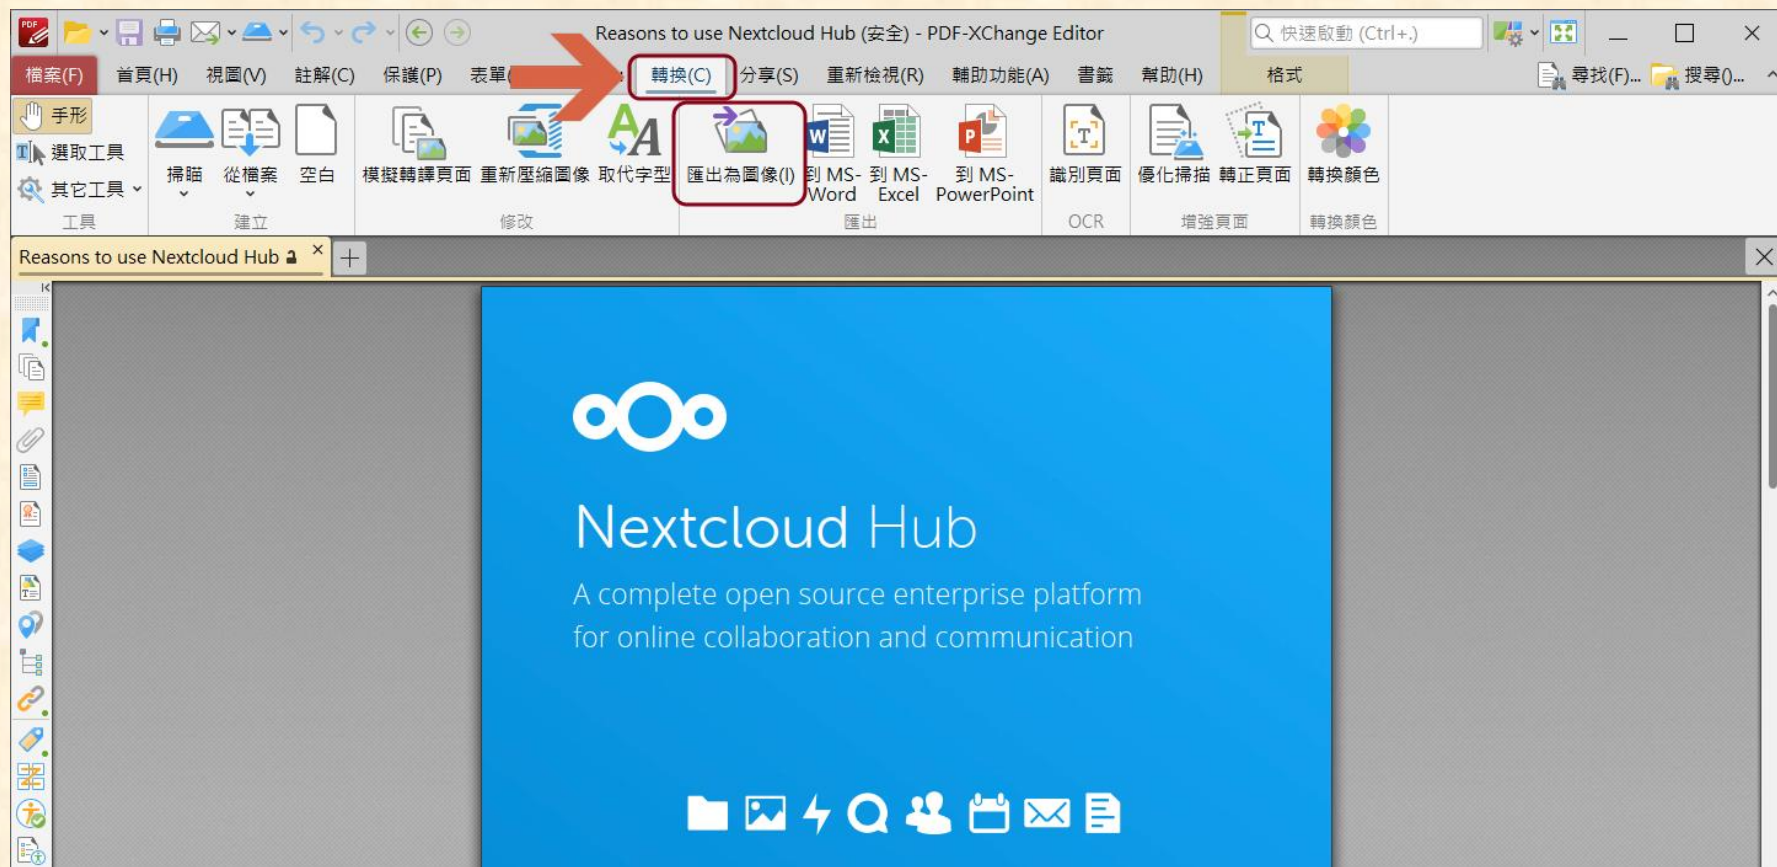 Reasons to use Nextcloud Hub (安全) - PDF-XChange Editor
快速啟動 (Ctrl+.)
檔案(F) 首頁(H) 視圖(V) 註解(C) 保護(P) 表單( 轉換(C) 分享(S) 重新檢視(R) 輔助功能(A) 書籤 幫助(H) 格式 尋找(F)... 搜尋()...
手形
選取工具
其它工具
工具
掃瞄 從檔案 空白
建立
模擬轉譯頁面 重新壓縮圖像 取代字型
修改
匯出為圖像(I) 到 MS-Word 到 MS-Excel 到 MS-PowerPoint
匯出
識別頁面
OCR
優化掃描 轉正頁面
增強頁面
轉換顏色
轉換顏色
Reasons to use Nextcloud Hub
Nextcloud Hub
A complete open source enterprise platform
for online collaboration and communication